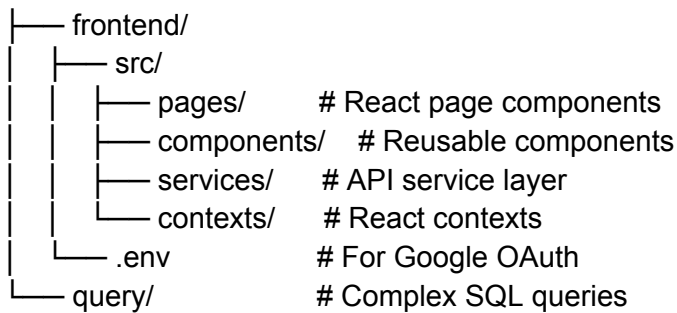 ├── frontend/
│   ├── src/
│   │   ├── pages/        # React page components
│   │   ├── components/   # Reusable components
│   │   ├── services/     # API service layer
│   │   └── contexts/     # React contexts
│   └── .env              # For Google OAuth
└── query/                # Complex SQL queries